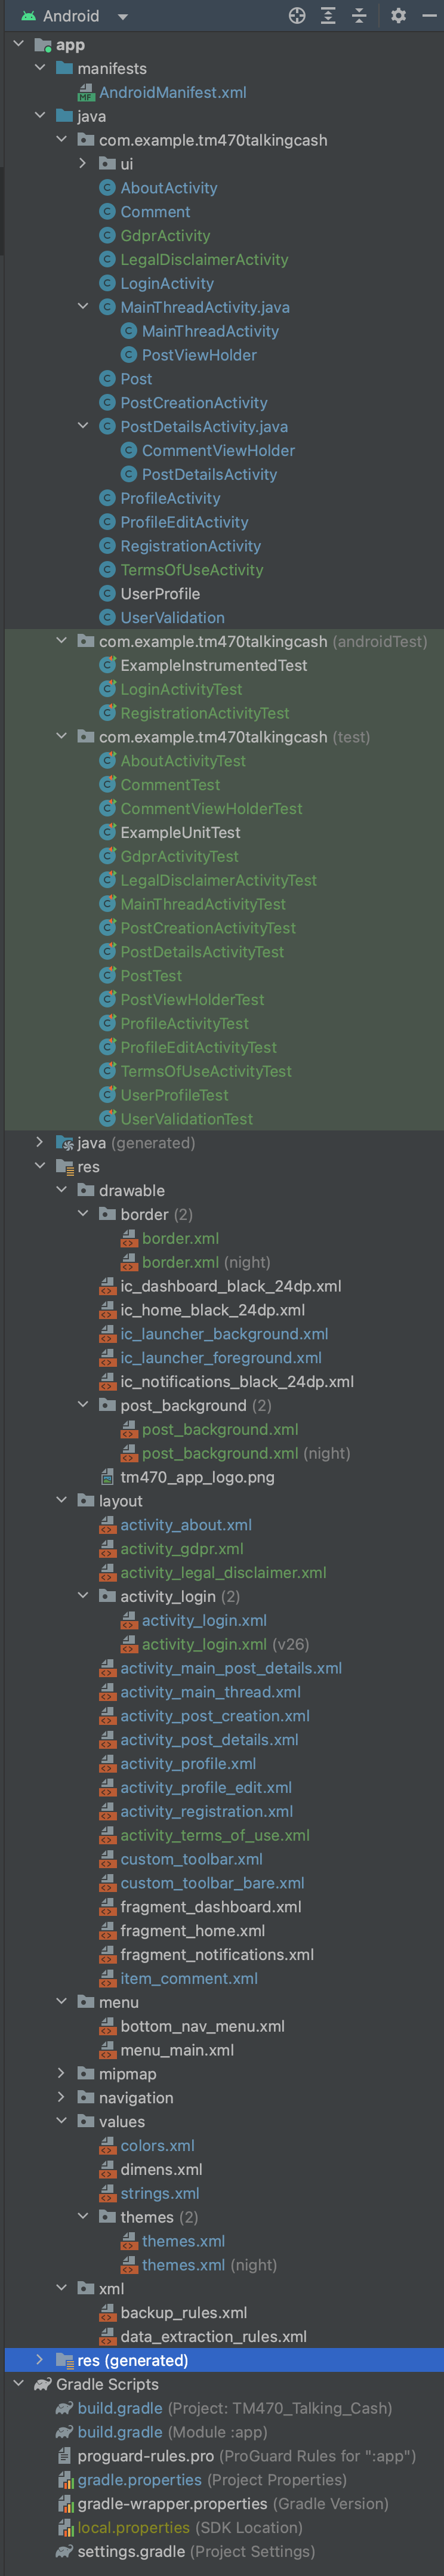 Android
app
manifests
AndroidManifest.xml
java
com.example.tm470talkingcash
ui
AboutActivity
Comment
GdprActivity
LegalDisclaimerActivity
LoginActivity
MainThreadActivity.java
MainThreadActivity
PostViewHolder
Post
PostCreationActivity
PostDetailsActivity.java
CommentViewHolder
PostDetailsActivity
ProfileActivity
ProfileEditActivity
RegistrationActivity
TermsOfUseActivity
UserProfile
UserValidation
com.example.tm470talkingcash (androidTest)
ExampleInstrumentedTest
LoginActivityTest
RegistrationActivityTest
com.example.tm470talkingcash (test)
AboutActivityTest
CommentTest
CommentViewHolderTest
ExampleUnitTest
GdprActivityTest
LegalDisclaimerActivityTest
MainThreadActivityTest
PostCreationActivityTest
PostDetailsActivityTest
PostTest
PostViewHolderTest
ProfileActivityTest
ProfileEditActivityTest
TermsOfUseActivityTest
UserProfileTest
UserValidationTest
java (generated)
res
drawable
border (2)
border.xml
border.xml (night)
ic_dashboard_black_24dp.xml
ic_home_black_24dp.xml
ic_launcher_background.xml
ic_launcher_foreground.xml
ic_notifications_black_24dp.xml
post_background (2)
post_background.xml
post_background.xml (night)
tm470_app_logo.png
layout
activity_about.xml
activity_gdpr.xml
activity_legal_disclaimer.xml
activity_login (2)
activity_login.xml
activity_login.xml (v26)
activity_main_post_details.xml
activity_main_thread.xml
activity_post_creation.xml
activity_post_details.xml
activity_profile.xml
activity_profile_edit.xml
activity_registration.xml
activity_terms_of_use.xml
custom_toolbar.xml
custom_toolbar_bare.xml
fragment_dashboard.xml
fragment_home.xml
fragment_notifications.xml
item_comment.xml
menu
bottom_nav_menu.xml
menu_main.xml
mipmap
navigation
values
colors.xml
dimens.xml
strings.xml
themes (2)
themes.xml
themes.xml (night)
xml
backup_rules.xml
data_extraction_rules.xml
res (generated)
Gradle Scripts
build.gradle (Project: TM470_Talking_Cash)
build.gradle (Module :app)
proguard-rules.pro (ProGuard Rules for ":app")
gradle.properties (Project Properties)
gradle-wrapper.properties (Gradle Version)
local.properties (SDK Location)
settings.gradle (Project Settings)